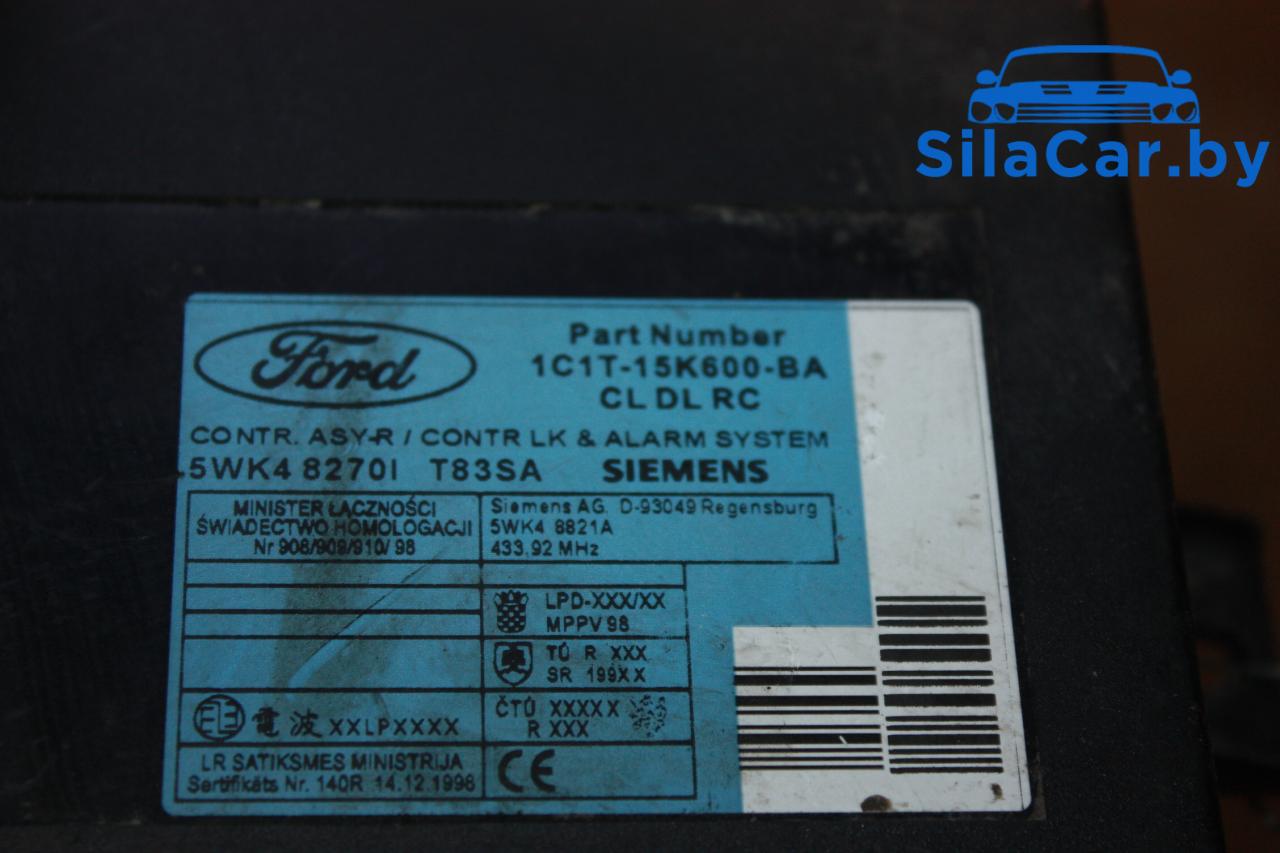 SilaCar.by
Ford
Part Number
1C1T-15K600-BA
CL DL RC
CONTR. ASY-R / CONTR LK & ALARM SYSTEM
5WK4 8270I T83SA SIEMENS
MINISTER ŁĄCZNOŚCI
ŚWIADECTWO HOMOLOGACJI
Nr 908/909/910/ 98
Siemens AG. D-93049 Regensburg
5WK4 8821A
433,92 MHz
LPD-XXX/XX
MPPV 98
TÚ R XXX
SR 199XX
電波 XXLPXXXX
ČTÚ XXXXX
R XXX
LR SATIKSMES MINISTRIJA
Sertifikāts Nr. 140R 14.12.1998
CE